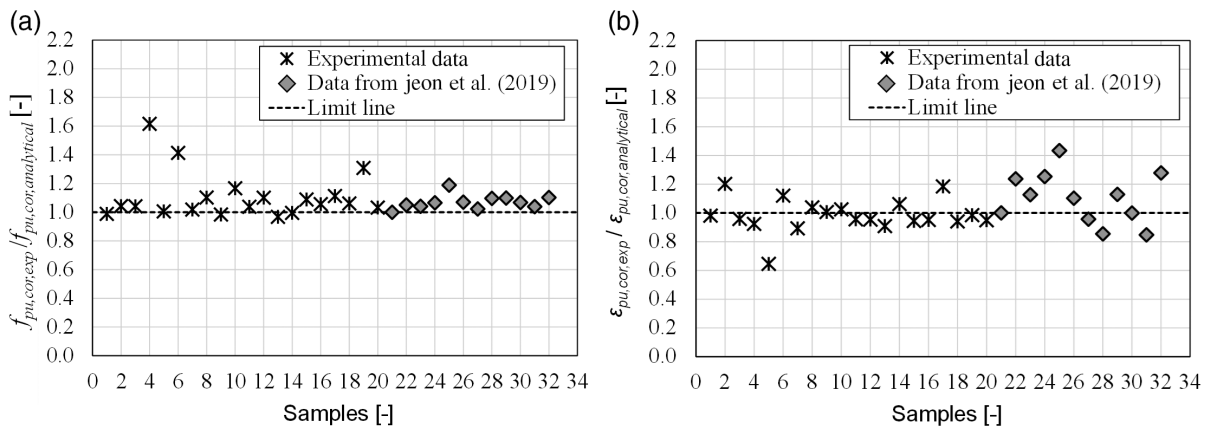 (a)
2.2
2.0
1.8
1.6
1.4
1.2
1.0
0.8
0.6
0.4
0.2
0.0
fpu,cor,exp /fpu,cor,analytical [-]
Experimental data
Data from jeon et al. (2019)
Limit line
0 2 4 6 8 10 12 14 16 18 20 22 24 26 28 30 32 34
Samples [-]
(b)
2.2
2.0
1.8
1.6
1.4
1.2
1.0
0.8
0.6
0.4
0.2
0.0
εpu,cor,exp / εpu,cor,analytical [-]
Experimental data
Data from jeon et al. (2019)
Limit line
0 2 4 6 8 10 12 14 16 18 20 22 24 26 28 30 32 34
Samples [-]